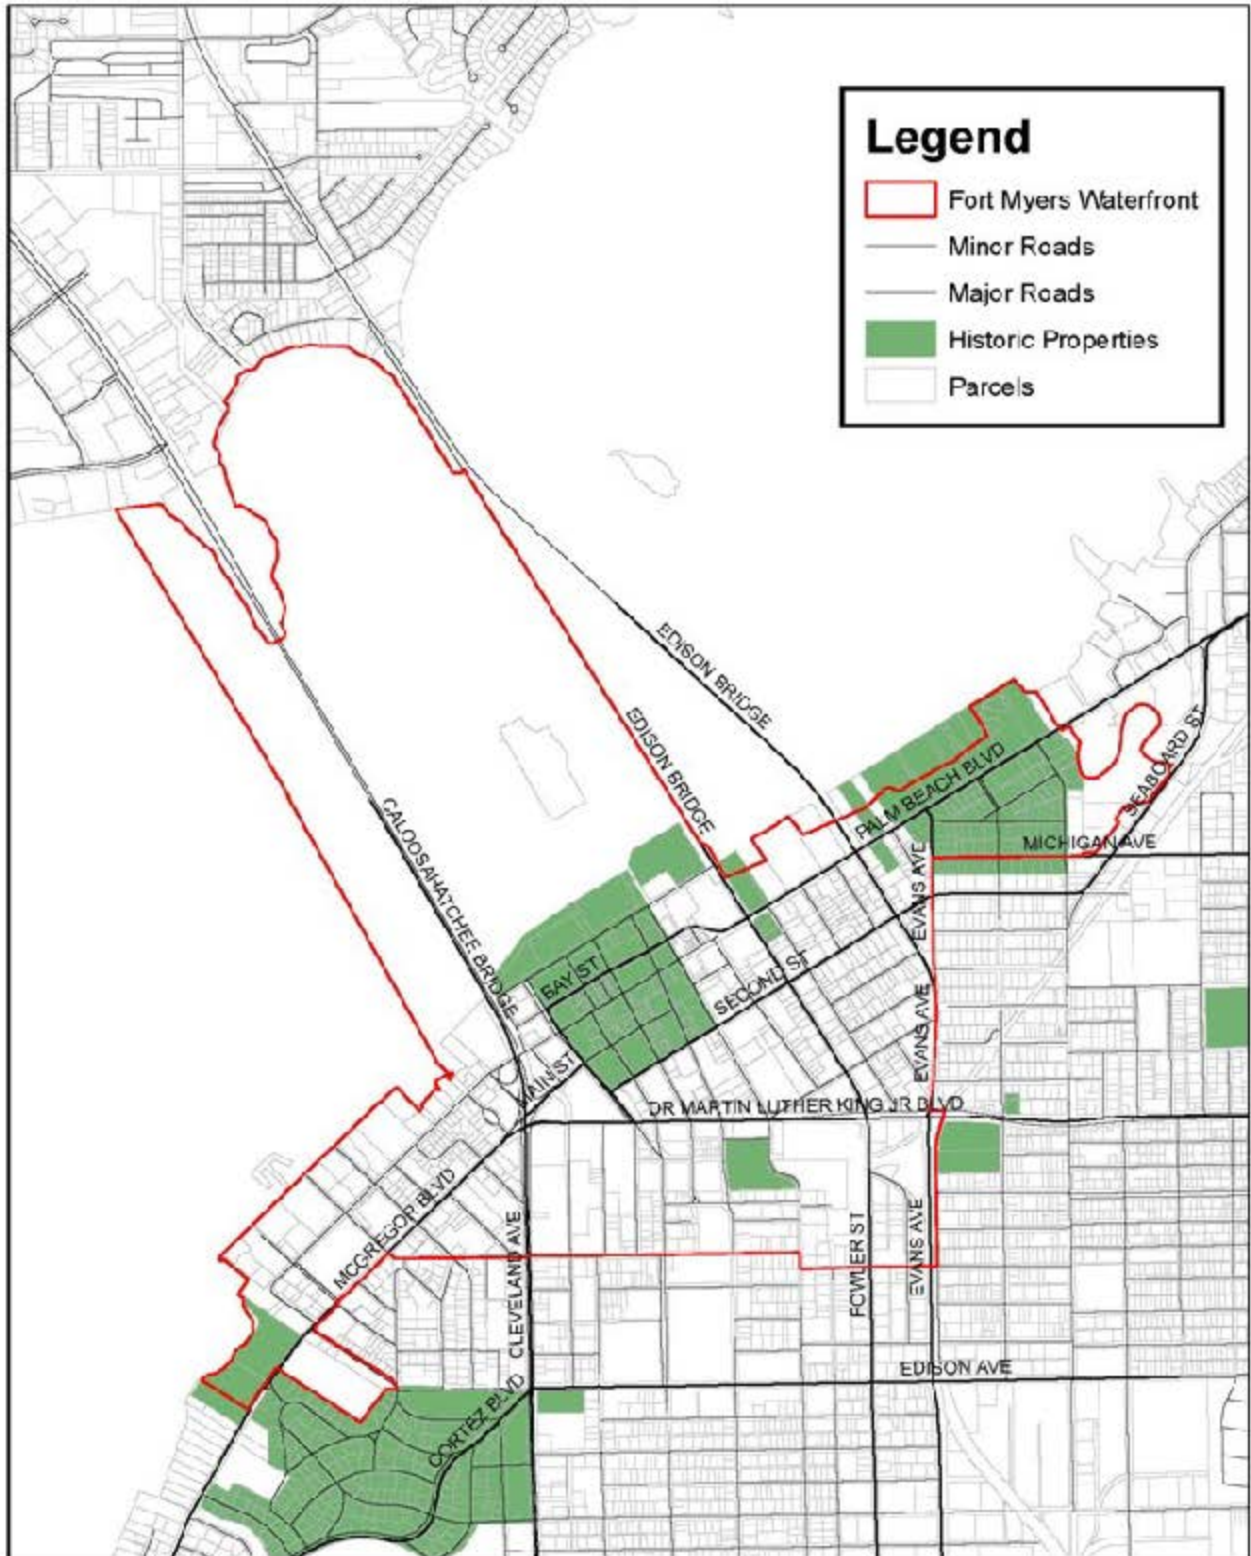 Legend
Fort Myers Waterfront
Minor Roads
Major Roads
Historic Properties
Parcels
EDISON BRIDGE
EDISON BRIDGE
CALOOSAHATCHEE BRIDGE
PALM BEACH BLVD
SEABOARD ST
MICHIGAN AVE
EVANS AVE
BAY ST
SECOND ST
EVANS AVE
MAIN ST
DR MARTIN LUTHER KING JR BLVD
MCGREGOR BLVD
CLEVELAND AVE
FOWLER ST
EVANS AVE
EDISON AVE
CORTEZ BLVD